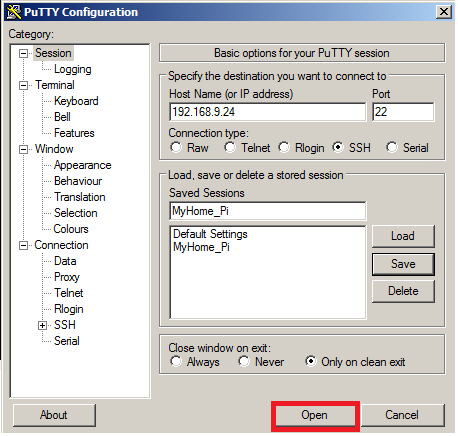 PuTTY Configuration
Category:
Session
Logging
Terminal
Keyboard
Bell
Features
Window
Appearance
Behaviour
Translation
Selection
Colours
Connection
Data
Proxy
Telnet
Rlogin
SSH
Serial
Basic options for your PuTTY session
Specify the destination you want to connect to
Host Name (or IP address) Port
192.168.9.24 22
Connection type:
Raw Telnet Rlogin SSH Serial
Load, save or delete a stored session
Saved Sessions
MyHome_Pi
Default Settings
MyHome_Pi
Load
Save
Delete
Close window on exit:
Always Never Only on clean exit
About Open Cancel